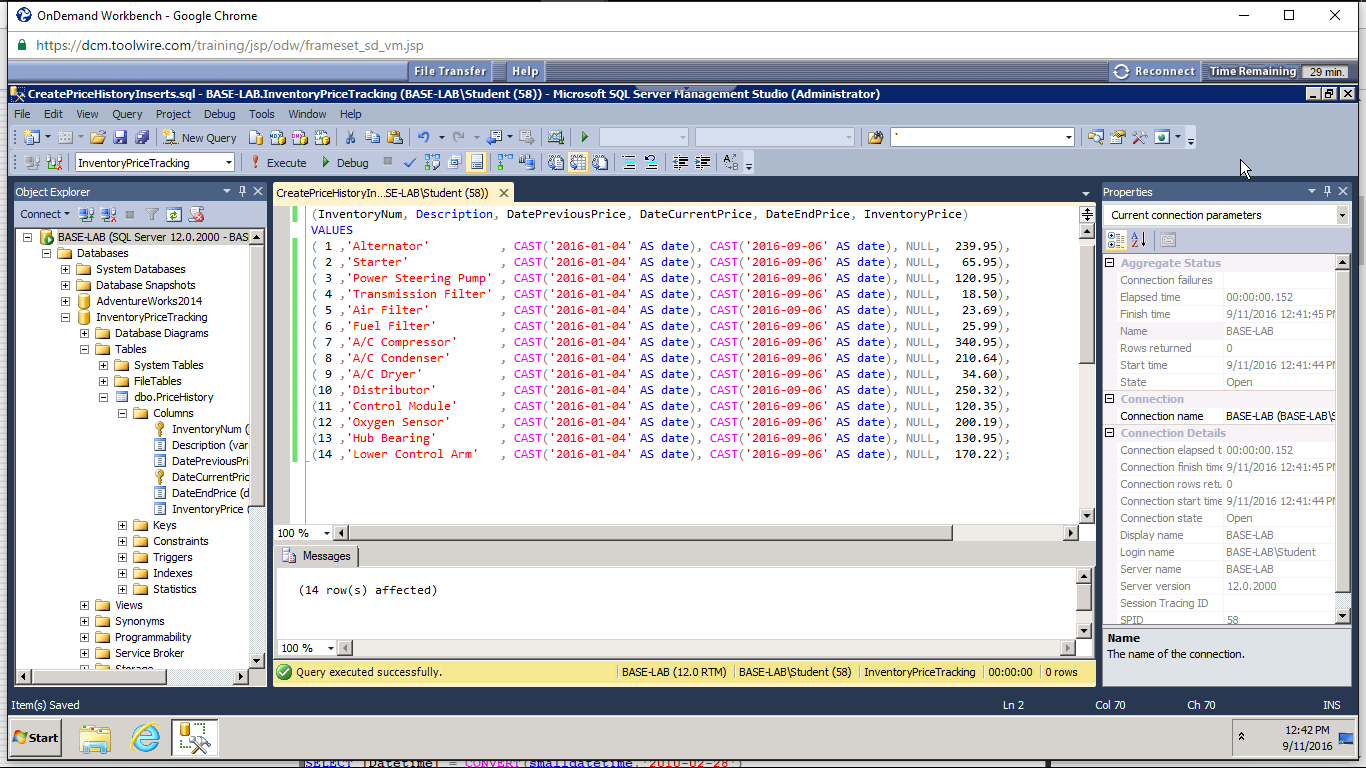 OnDemand Workbench - Google Chrome
https://dcm.toolwire.com/training/jsp/odw/frameset_sd_vm.jsp
File Transfer Help Reconnect Time Remaining 29 min.
CreatePriceHistoryInserts.sql - BASE-LAB.InventoryPriceTracking (BASE-LAB\Student (58)) - Microsoft SQL Server Management Studio (Administrator)
File Edit View Query Project Debug Tools Window Help
New Query
InventoryPriceTracking Execute Debug
Object Explorer
Connect
BASE-LAB (SQL Server 12.0.2000 - BAS
Databases
System Databases
Database Snapshots
AdventureWorks2014
InventoryPriceTracking
Database Diagrams
Tables
System Tables
FileTables
dbo.PriceHistory
Columns
InventoryNum (
Description (var
DatePreviousPri
DateCurrentPric
DateEndPrice (d
InventoryPrice (
Keys
Constraints
Triggers
Indexes
Statistics
Views
Synonyms
Programmability
Service Broker
Storage
CreatePriceHistoryIn...SE-LAB\Student (58))
(InventoryNum, Description, DatePreviousPrice, DateCurrentPrice, DateEndPrice, InventoryPrice)
VALUES
( 1 ,'Alternator' , CAST('2016-01-04' AS date), CAST('2016-09-06' AS date), NULL, 239.95),
( 2 ,'Starter' , CAST('2016-01-04' AS date), CAST('2016-09-06' AS date), NULL, 65.95),
( 3 ,'Power Steering Pump' , CAST('2016-01-04' AS date), CAST('2016-09-06' AS date), NULL, 120.95),
( 4 ,'Transmission Filter' , CAST('2016-01-04' AS date), CAST('2016-09-06' AS date), NULL, 18.50),
( 5 ,'Air Filter' , CAST('2016-01-04' AS date), CAST('2016-09-06' AS date), NULL, 23.69),
( 6 ,'Fuel Filter' , CAST('2016-01-04' AS date), CAST('2016-09-06' AS date), NULL, 25.99),
( 7 ,'A/C Compressor' , CAST('2016-01-04' AS date), CAST('2016-09-06' AS date), NULL, 340.95),
( 8 ,'A/C Condenser' , CAST('2016-01-04' AS date), CAST('2016-09-06' AS date), NULL, 210.64),
( 9 ,'A/C Dryer' , CAST('2016-01-04' AS date), CAST('2016-09-06' AS date), NULL, 34.60),
(10 ,'Distributor' , CAST('2016-01-04' AS date), CAST('2016-09-06' AS date), NULL, 250.32),
(11 ,'Control Module' , CAST('2016-01-04' AS date), CAST('2016-09-06' AS date), NULL, 120.35),
(12 ,'Oxygen Sensor' , CAST('2016-01-04' AS date), CAST('2016-09-06' AS date), NULL, 200.19),
(13 ,'Hub Bearing' , CAST('2016-01-04' AS date), CAST('2016-09-06' AS date), NULL, 130.95),
(14 ,'Lower Control Arm' , CAST('2016-01-04' AS date), CAST('2016-09-06' AS date), NULL, 170.22);
100 %
Messages
(14 row(s) affected)
100 %
Query executed successfully. BASE-LAB (12.0 RTM) BASE-LAB\Student (58) InventoryPriceTracking 00:00:00 0 rows
Properties
Current connection parameters
Aggregate Status
Connection failures
Elapsed time 00:00:00.152
Finish time 9/11/2016 12:41:45 PM
Name BASE-LAB
Rows returned 0
Start time 9/11/2016 12:41:44 PM
State Open
Connection
Connection name BASE-LAB (BASE-LAB\S
Connection Details
Connection elapsed t 00:00:00.152
Connection finish time 9/11/2016 12:41:45 PM
Connection rows retu 0
Connection start time 9/11/2016 12:41:44 PM
Connection state Open
Display name BASE-LAB
Login name BASE-LAB\Student
Server name BASE-LAB
Server version 12.0.2000
Session Tracing ID
SPID 58
Name
The name of the connection.
Item(s) Saved Ln 2 Col 70 Ch 70 INS
Start 12:42 PM
9/11/2016
SELECT [Datetime] = CONVERT(smalldatetime,'2010-02-28')